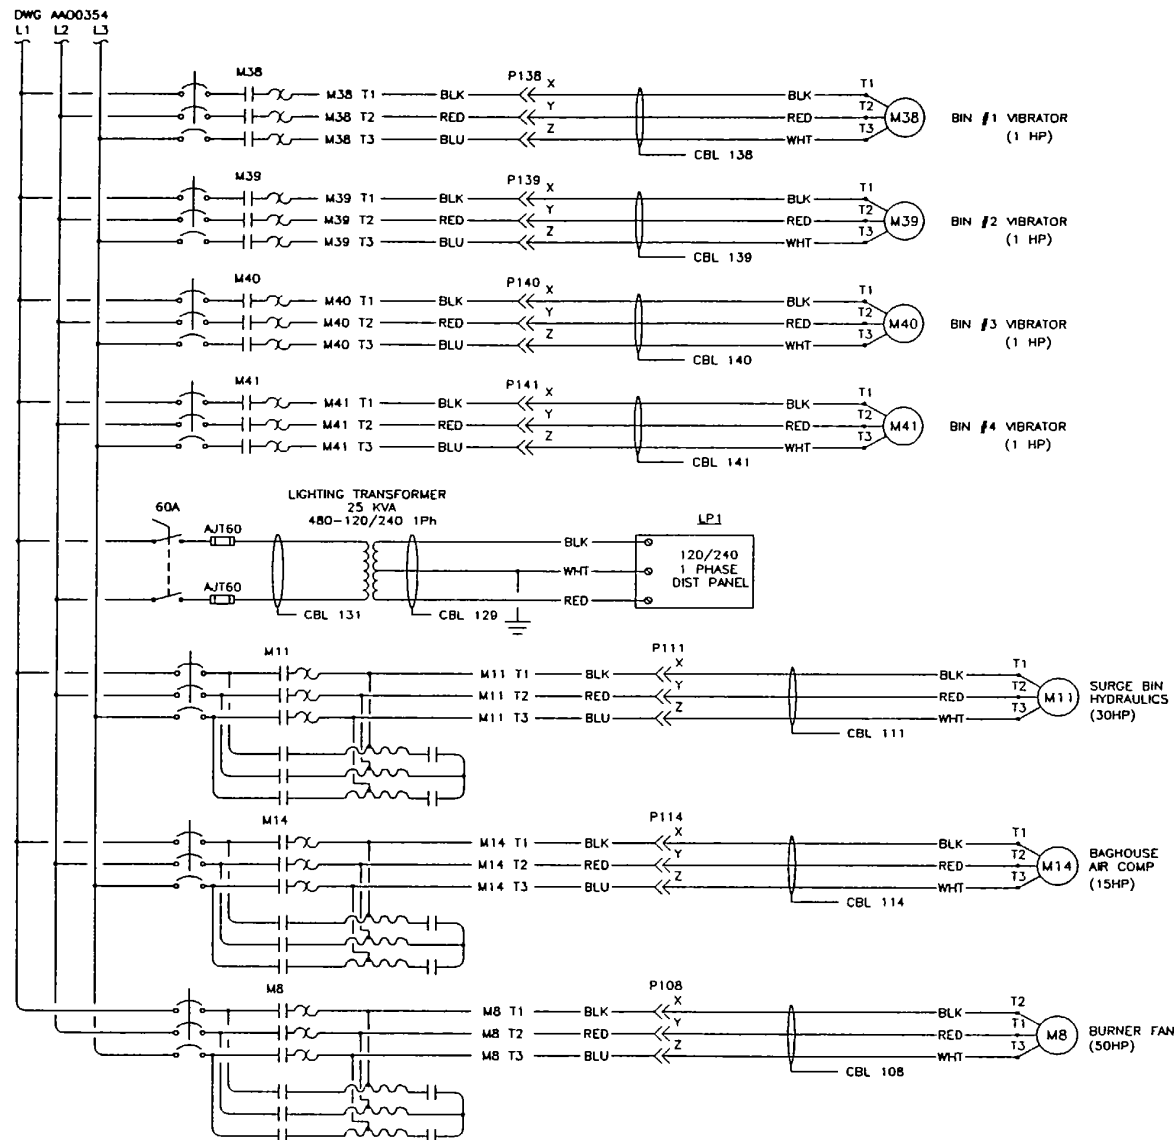 DWG AAO0354
L1 L2 L3
M38 P138 X
M38 T1 BLK BLK T1
Y
M38 T2 RED RED T2 M38 BIN #1 VIBRATOR
Z
M38 T3 BLU WHT T3 (1 HP)
CBL 138
M39 P139 X
M39 T1 BLK BLK T1
Y
M39 T2 RED RED T2 M39 BIN #2 VIBRATOR
Z
M39 T3 BLU WHT T3 (1 HP)
CBL 139
M40 P140 X
M40 T1 BLK BLK T1
Y
M40 T2 RED RED T2 M40 BIN #3 VIBRATOR
Z
M40 T3 BLU WHT T3 (1 HP)
CBL 140
M41 P141 X
M41 T1 BLK BLK T1
Y
M41 T2 RED RED T2 M41 BIN #4 VIBRATOR
Z
M41 T3 BLU WHT T3 (1 HP)
CBL 141
LIGHTING TRANSFORMER
25 KVA
480-120/240 1Ph
60A AJT60 LP1
BLK
120/240
WHT 1 PHASE
DIST PANEL
AJT60 RED
CBL 131 CBL 129
M11 P111 X
M11 T1 BLK BLK T1
Y
M11 T2 RED RED T2 M11
Z
M11 T3 BLU WHT T3
SURGE BIN
HYDRAULICS
(30HP)
CBL 111
M14 P114 X
M14 T1 BLK BLK T1
Y
M14 T2 RED RED T2 M14
Z
M14 T3 BLU WHT T3
BAGHOUSE
AIR COMP
(15HP)
CBL 114
M8 P108 X
M8 T1 BLK BLK T2
Y
M8 T2 RED RED T1 M8
Z
M8 T3 BLU WHT T3
BURNER FAN
(50HP)
CBL 108